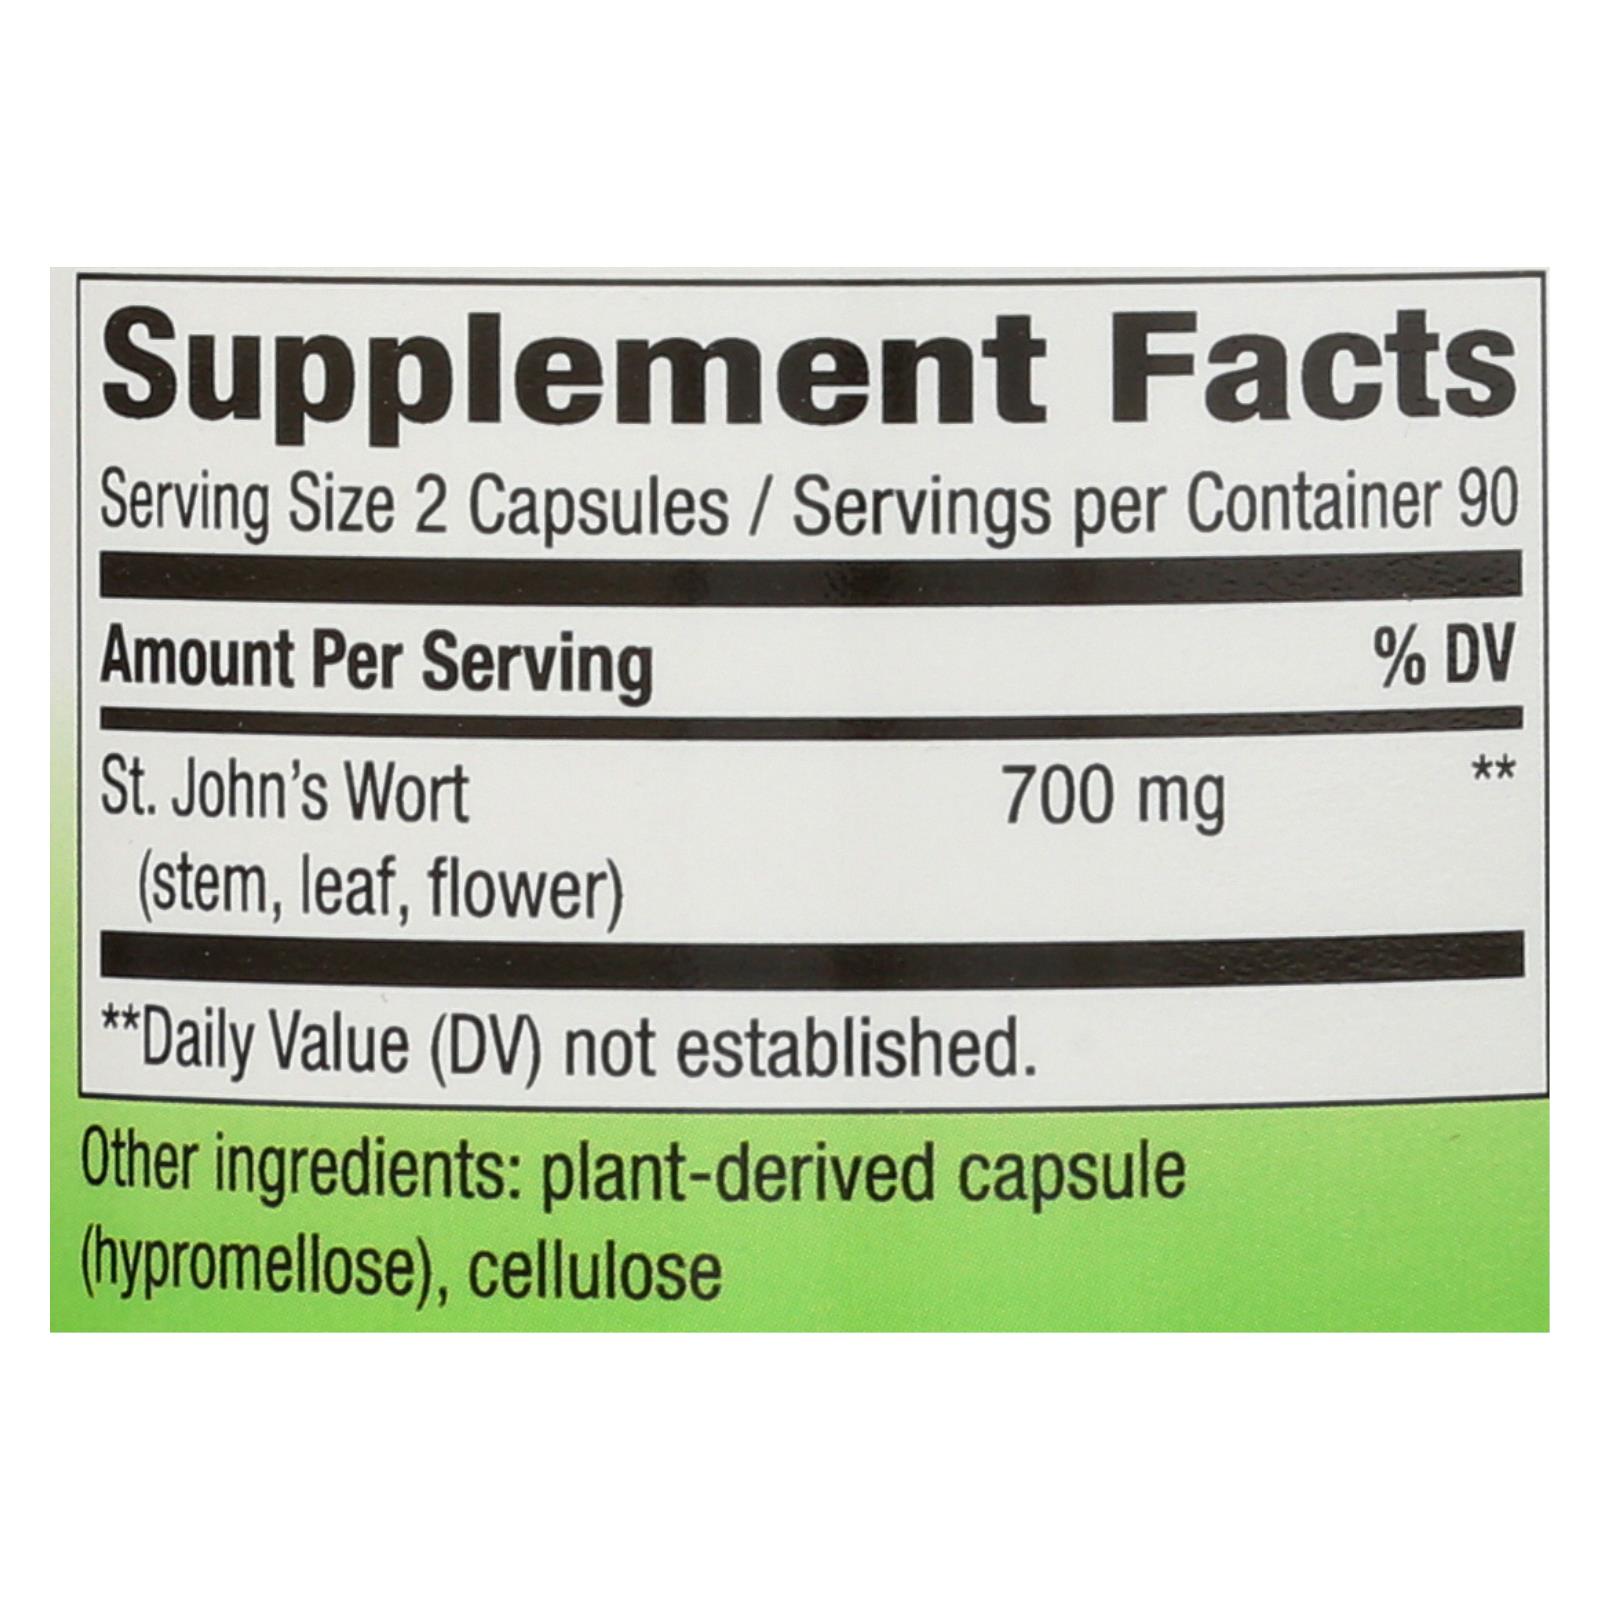 Supplement Facts
Serving Size 2 Capsules / Servings per Container 90
Amount Per Serving % DV
St. John's Wort 700 mg **
(stem, leaf, flower)
**Daily Value (DV) not established.
Other ingredients: plant-derived capsule
(hypromellose), cellulose